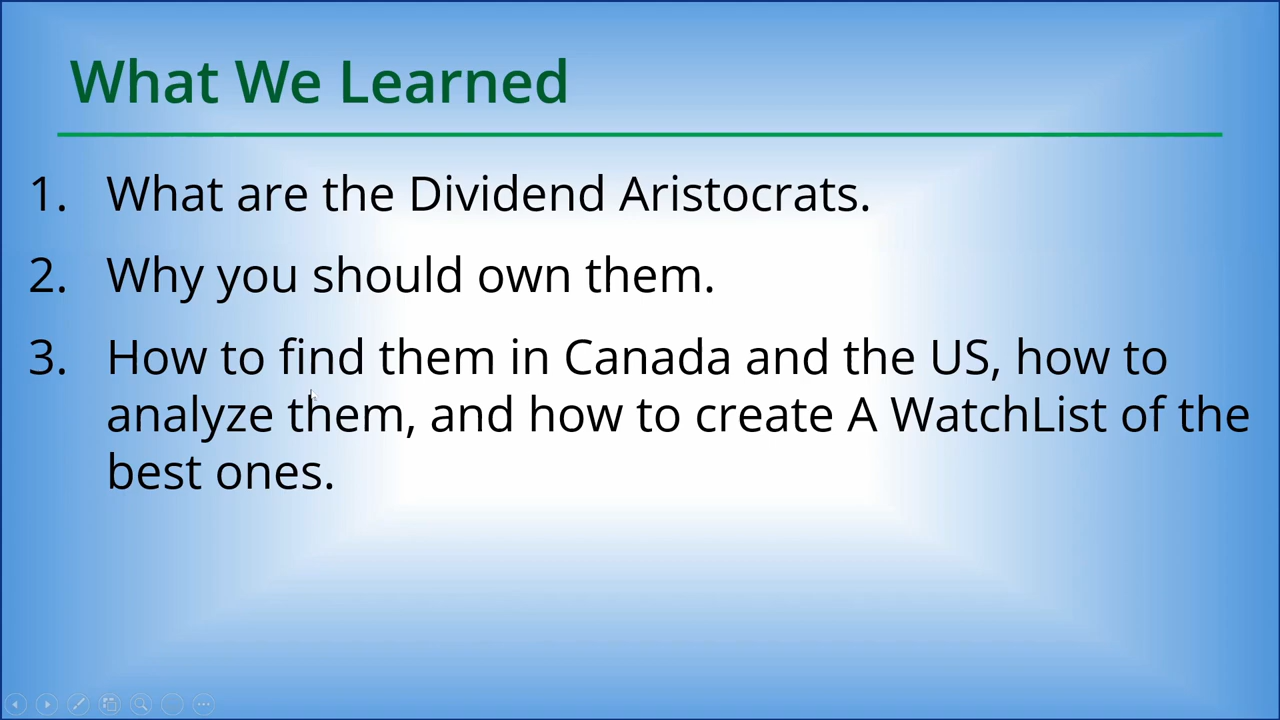 What We Learned
1. What are the Dividend Aristocrats.
2. Why you should own them.
3. How to find them in Canada and the US, how to
analyze them, and how to create A WatchList of the
best ones.